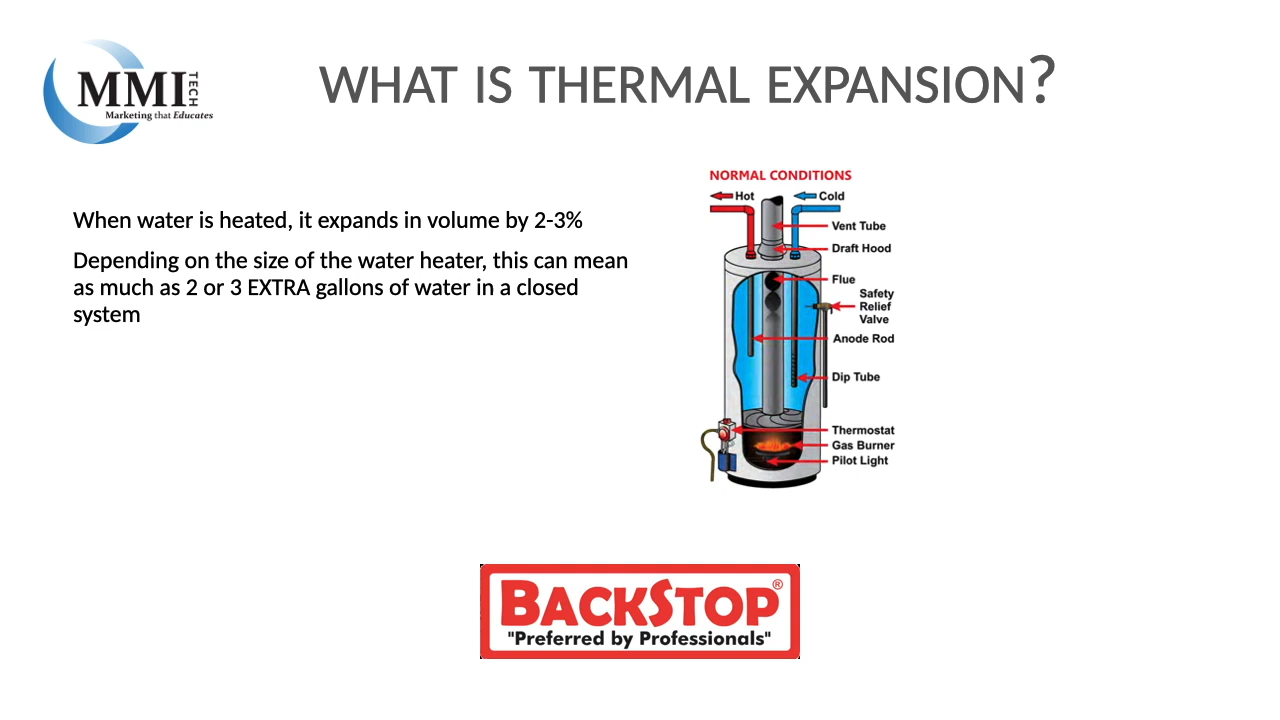 MMI
TECH
Marketing that Educates
WHAT IS THERMAL EXPANSION?
When water is heated, it expands in volume by 2-3%
Depending on the size of the water heater, this can mean
as much as 2 or 3 EXTRA gallons of water in a closed
system
NORMAL CONDITIONS
Hot
Cold
Vent Tube
Draft Hood
Flue
Safety
Relief
Valve
Anode Rod
Dip Tube
Thermostat
Gas Burner
Pilot Light
BACKSTOP®
"Preferred by Professionals"